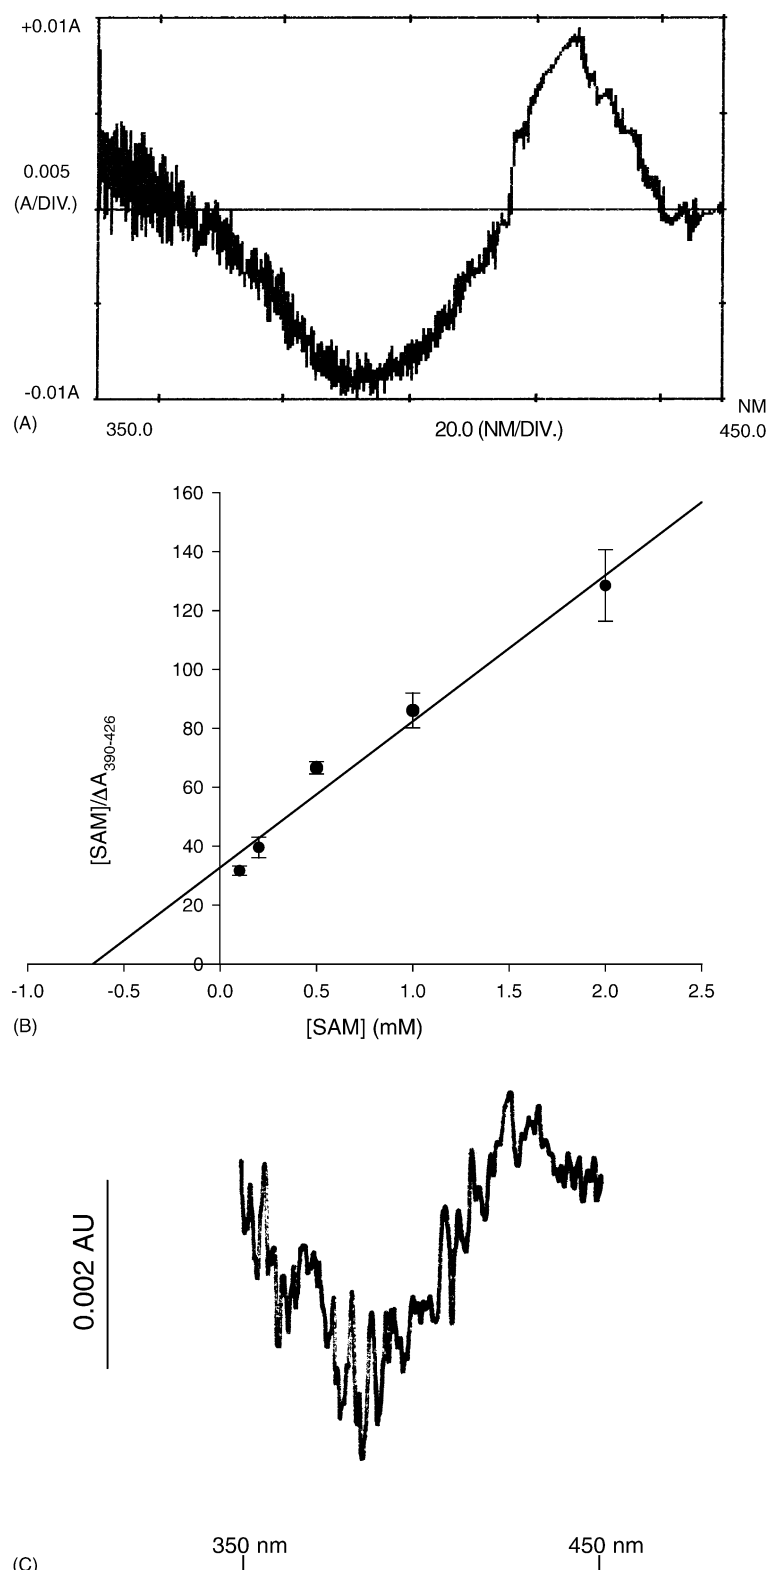 +0.01A
0.005
(A/DIV.)
-0.01A
NM
(A)
350.0
20.0 (NM/DIV.)
450.0
160
140
120
100
80
60
40
20
0
[SAM]/ΔA390-426
-1.0
-0.5
0.0
0.5
1.0
1.5
2.0
2.5
(B)
[SAM] (mM)
0.002 AU
350 nm
450 nm
(C)